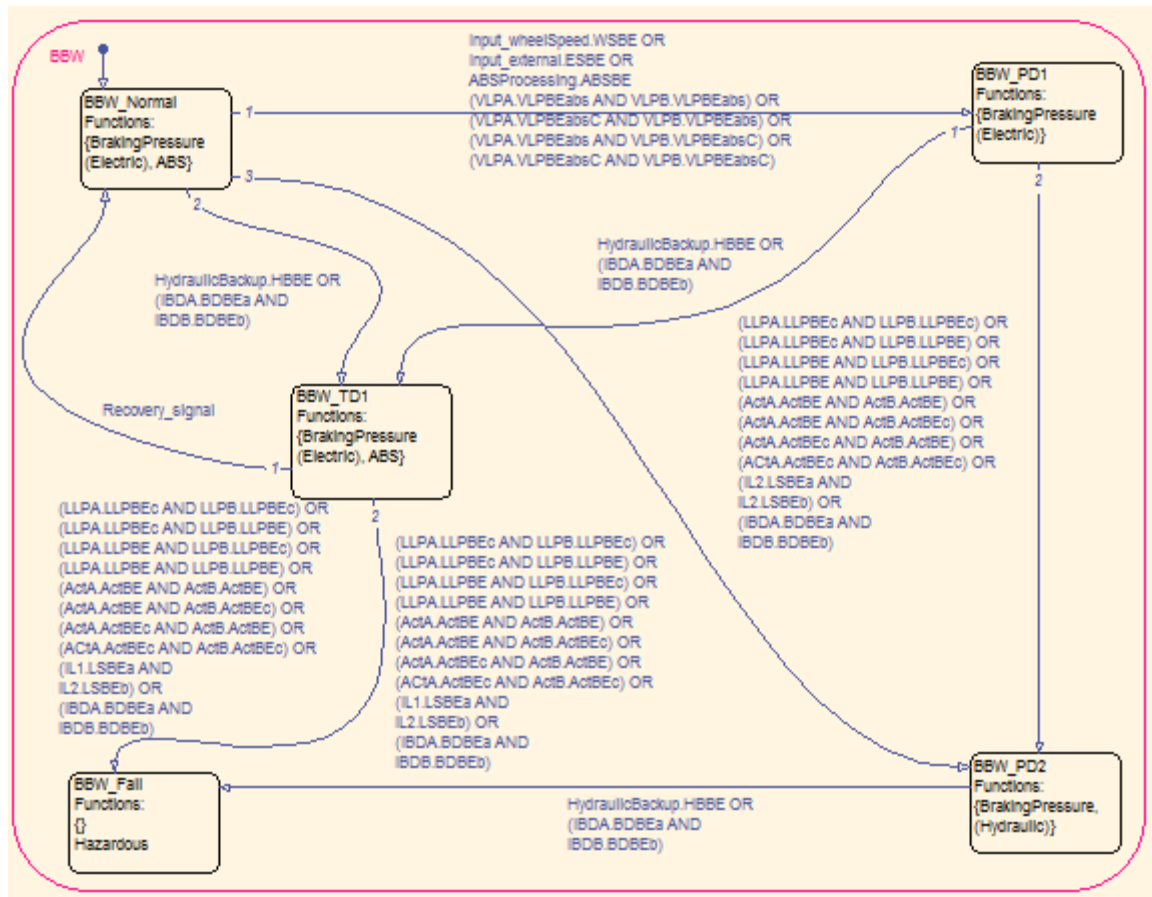 BBW
Input_wheelSpeed.WSBE OR
Input_external.ESBE OR
ABSProcessing.ABSBE
(VLPA.VLPBEabs AND VLPB.VLPBEabs) OR
(VLPA.VLPBEabsC AND VLPB.VLPBEabs) OR
(VLPA.VLPBEabs AND VLPB.VLPBEabsC) OR
(VLPA.VLPBEabsC AND VLPB.VLPBEabsC)
BBW_Normal
Functions:
{BrakingPressure
(Electric), ABS}
1
2
3
BBW_PD1
Functions:
{BrakingPressure
(Electric)}
1
2
HydraulicBackup.HBBE OR
(IBDA.BDBEa AND
IBDB.BDBEb)
HydraulicBackup.HBBE OR
(IBDA.BDBEa AND
IBDB.BDBEb)
(LLPA.LLPBEc AND LLPB.LLPBEc) OR
(LLPA.LLPBEc AND LLPB.LLPBE) OR
(LLPA.LLPBE AND LLPB.LLPBEc) OR
(LLPA.LLPBE AND LLPB.LLPBE) OR
(ActA.ActBE AND ActB.ActBE) OR
(ActA.ActBE AND ActB.ActBEc) OR
(ActA.ActBEc AND ActB.ActBE) OR
(ACtA.ActBEc AND ActB.ActBEc) OR
(IL2.LSBEa AND
IL2.LSBEb) OR
(IBDA.BDBEa AND
IBDB.BDBEb)
BBW_TD1
Functions:
{BrakingPressure
(Electric), ABS}
1
2
Recovery_signal
(LLPA.LLPBEc AND LLPB.LLPBEc) OR
(LLPA.LLPBEc AND LLPB.LLPBE) OR
(LLPA.LLPBE AND LLPB.LLPBEc) OR
(LLPA.LLPBE AND LLPB.LLPBE) OR
(ActA.ActBE AND ActB.ActBE) OR
(ActA.ActBE AND ActB.ActBEc) OR
(ActA.ActBEc AND ActB.ActBE) OR
(ACtA.ActBEc AND ActB.ActBEc) OR
(IL1.LSBEa AND
IL2.LSBEb) OR
(IBDA.BDBEa AND
IBDB.BDBEb)
(LLPA.LLPBEc AND LLPB.LLPBEc) OR
(LLPA.LLPBEc AND LLPB.LLPBE) OR
(LLPA.LLPBE AND LLPB.LLPBEc) OR
(LLPA.LLPBE AND LLPB.LLPBE) OR
(ActA.ActBE AND ActB.ActBE) OR
(ActA.ActBE AND ActB.ActBEc) OR
(ActA.ActBEc AND ActB.ActBE) OR
(ACtA.ActBEc AND ActB.ActBEc) OR
(IL1.LSBEa AND
IL2.LSBEb) OR
(IBDA.BDBEa AND
IBDB.BDBEb)
BBW_Fail
Functions:
{}
Hazardous
HydraulicBackup.HBBE OR
(IBDA.BDBEa AND
IBDB.BDBEb)
BBW_PD2
Functions:
{BrakingPressure,
(Hydraulic)}